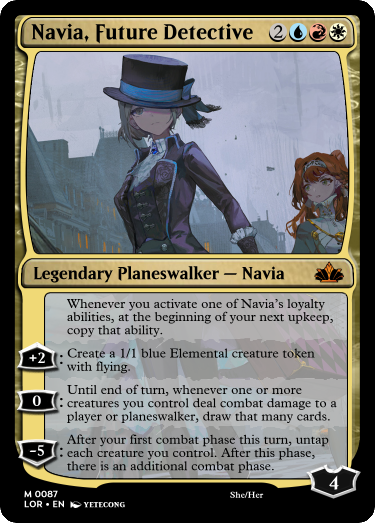 Navia, Future Detective 2
Legendary Planeswalker — Navia
Whenever you activate one of Navia's loyalty
abilities, at the beginning of your next upkeep,
copy that ability.
+2 : Create a 1/1 blue Elemental creature token
with flying.
0 : Until end of turn, whenever one or more
creatures you control deal combat damage to a
player or planeswalker, draw that many cards.
-5 : After your first combat phase this turn, untap
each creature you control. After this phase,
there is an additional combat phase.
4
M 0087
LOR • EN YETECONG
She/Her